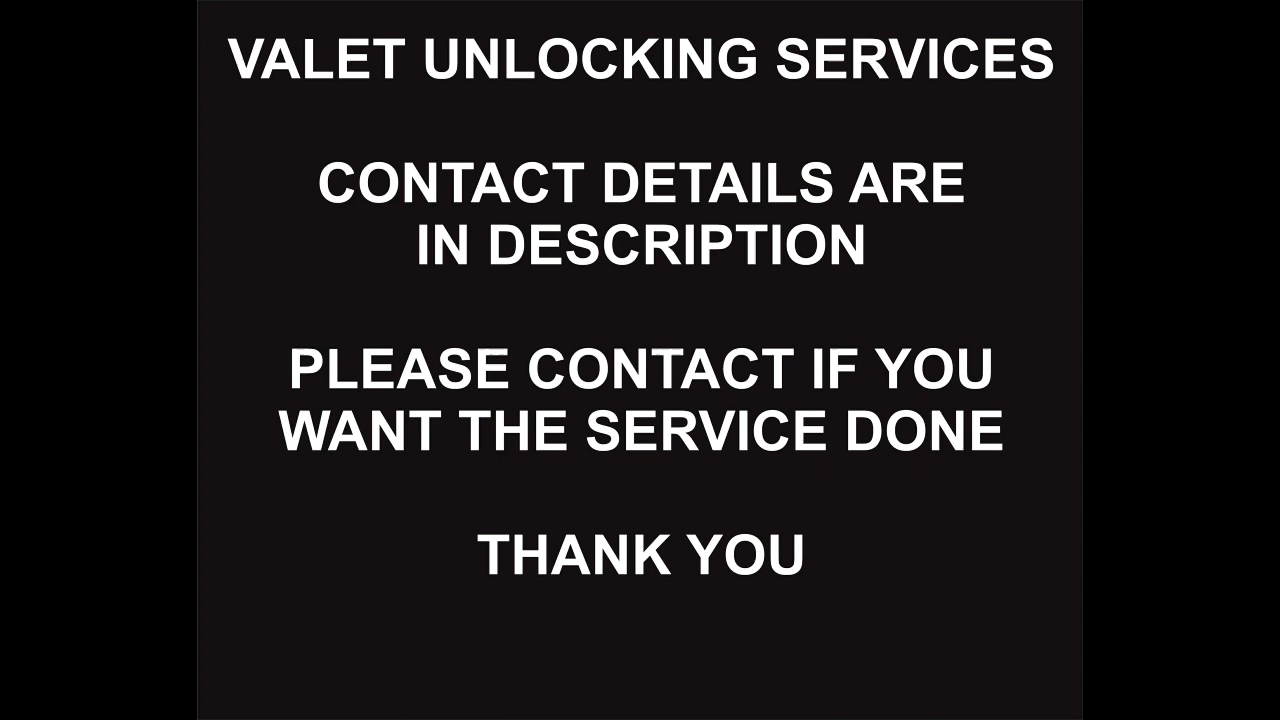 VALET UNLOCKING SERVICES
CONTACT DETAILS ARE
IN DESCRIPTION
PLEASE CONTACT IF YOU
WANT THE SERVICE DONE
THANK YOU